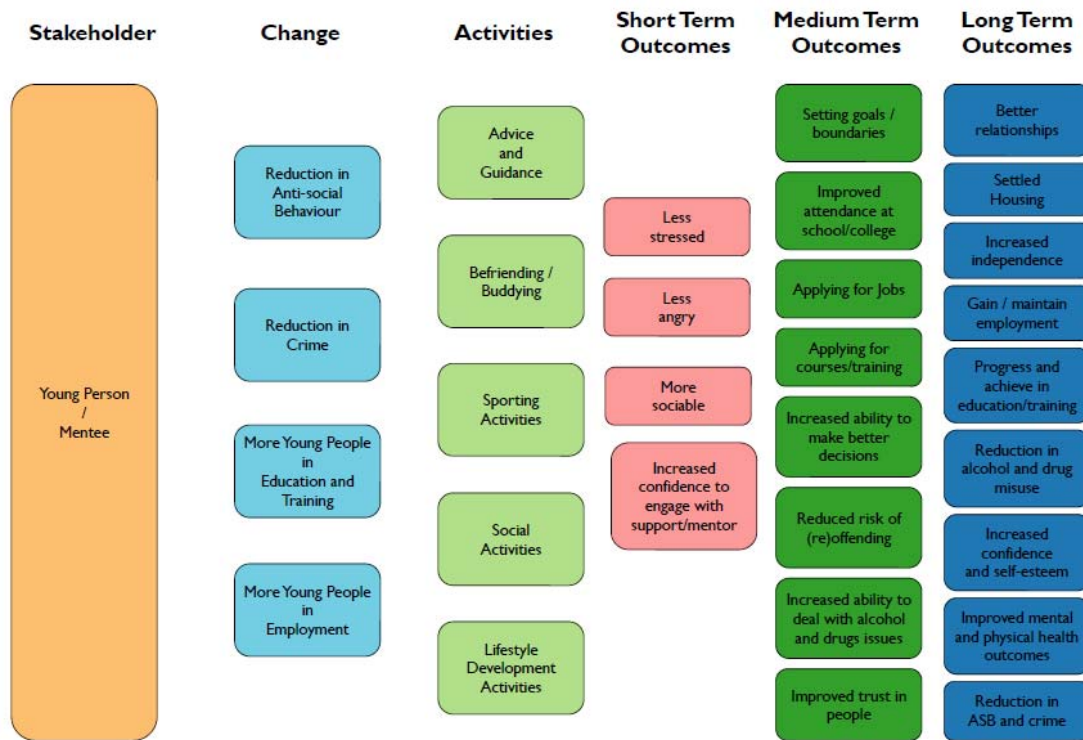 Stakeholder
Change
Activities
Short Term
Outcomes
Medium Term
Outcomes
Long Term
Outcomes
Young Person
/
Mentee
Reduction in
Anti-social
Behaviour
Reduction in
Crime
More Young People
in
Education and
Training
More Young People
in
Employment
Advice
and
Guidance
Befriending /
Buddying
Sporting
Activities
Social
Activities
Lifestyle
Development
Activities
Less
stressed
Less
angry
More
sociable
Increased
confidence to
engage with
support/mentor
Setting goals /
boundaries
Improved
attendance at
school/college
Applying for Jobs
Applying for
courses/training
Increased ability to
make better
decisions
Reduced risk of
(re)offending
Increased ability to
deal with alcohol
and drugs issues
Improved trust in
people
Better
relationships
Settled
Housing
Increased
independence
Gain / maintain
employment
Progress and
achieve in
education/training
Reduction in
alcohol and drug
misuse
Increased
confidence
and self-esteem
Improved mental
and physical health
outcomes
Reduction in
ASB and crime